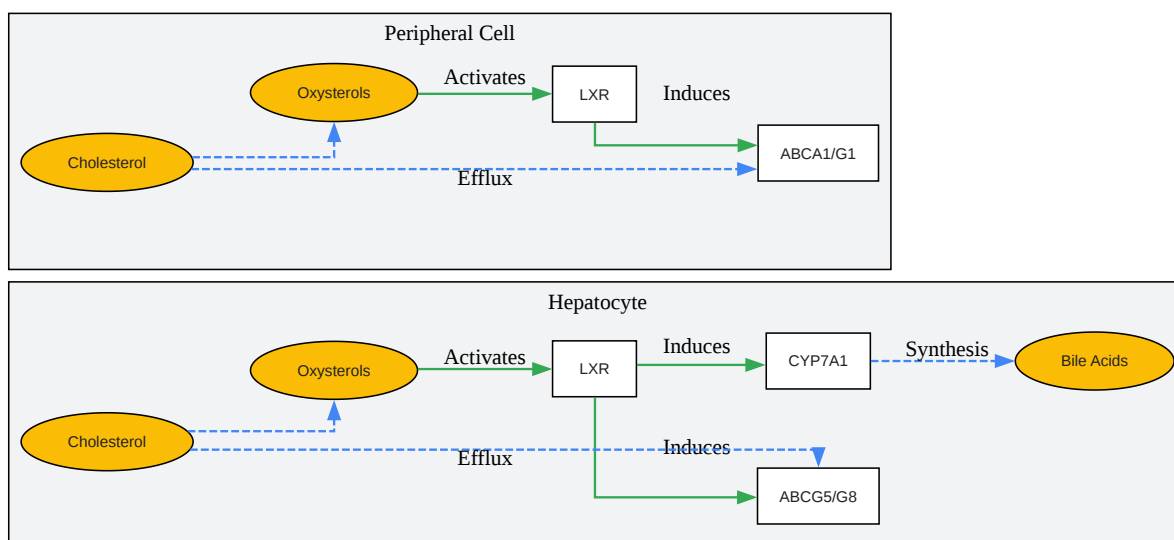 Peripheral Cell
Activates
Oxysterols
LXR
Induces
Cholesterol
ABCA1/G1
Efflux
Hepatocyte
Activates
Induces
Synthesis
Oxysterols
LXR
CYP7A1
Bile Acids
Cholesterol
Efflux
Induces
ABCG5/G8